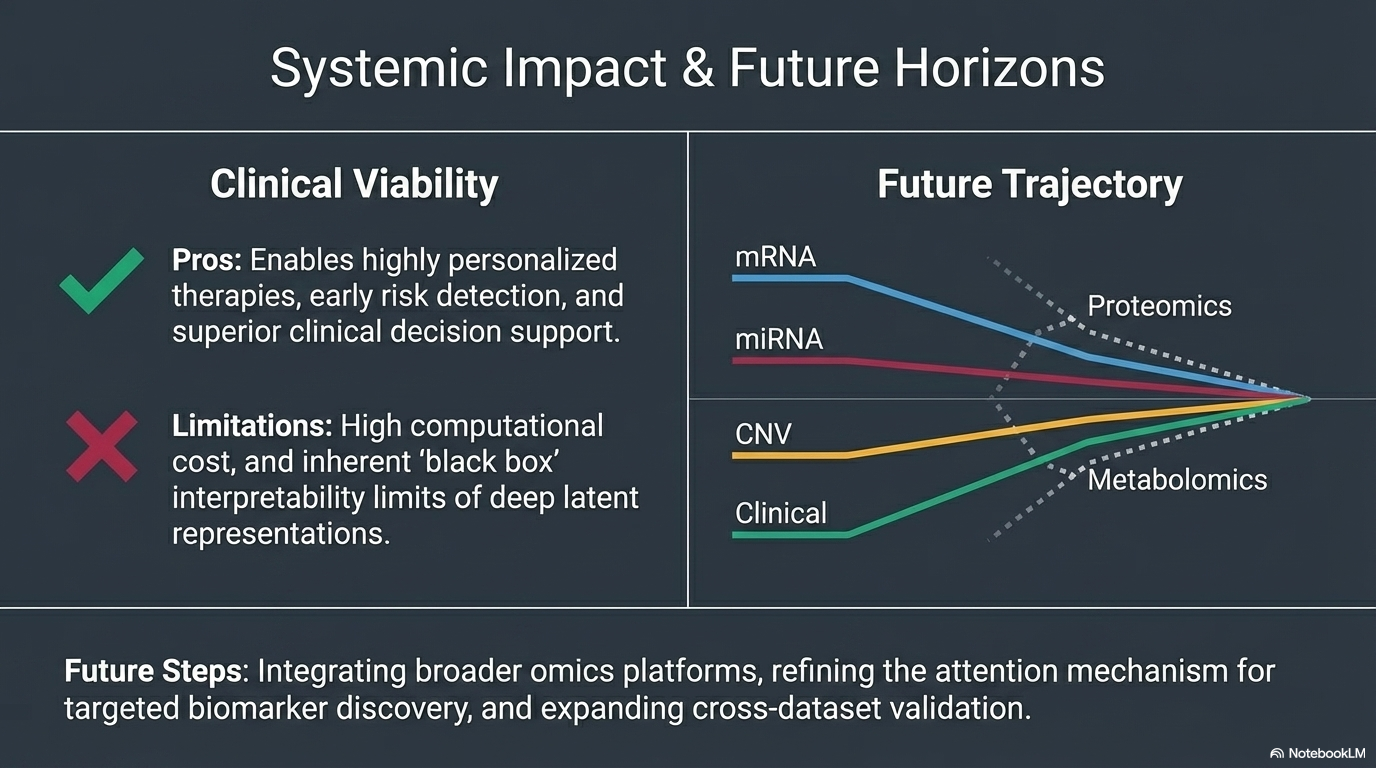 Systemic Impact & Future Horizons
Clinical Viability
Pros: Enables highly personalized
therapies, early risk detection, and
superior clinical decision support.
Limitations: High computational
cost, and inherent ‘black box’
interpretability limits of deep latent
representations.
Future Trajectory
mRNA
Proteomics
miRNA
CNV
Metabolomics
Clinical
Future Steps: Integrating broader omics platforms, refining the attention mechanism for
targeted biomarker discovery, and expanding cross-dataset validation.
NotebookLM